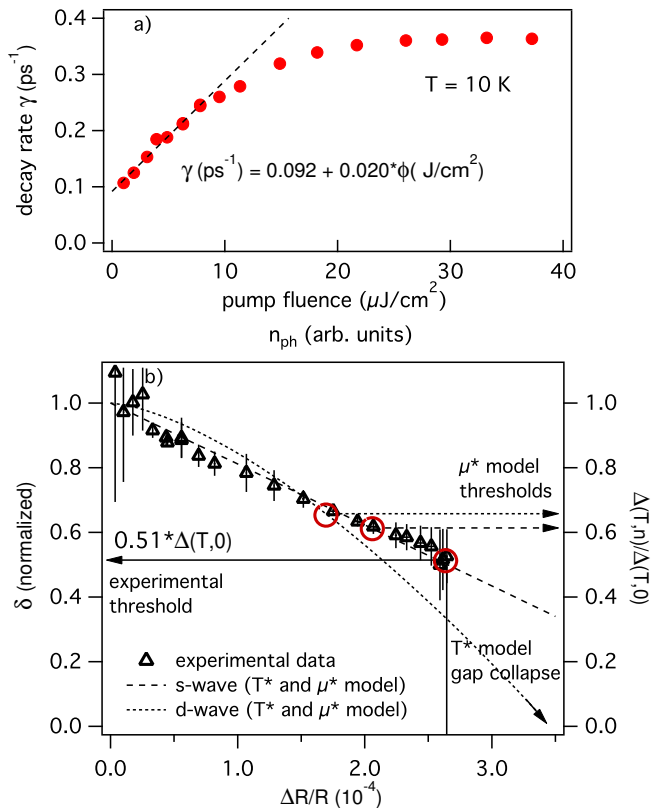 a)
decay rate γ (ps⁻¹)
0.4
0.3
0.2
0.1
0.0
T = 10 K
γ (ps⁻¹) = 0.092 + 0.020*ϕ( J/cm²)
0 10 20 30 40
pump fluence (µJ/cm²)
n_ph (arb. units)
b)
δ (normalized)
1.0
0.8
0.6
0.4
0.2
0.0
Δ(T,n)/Δ(T,0)
1.0
0.8
0.6
0.4
0.2
0.0
µ* model
thresholds
0.51*Δ(T,0)
experimental
threshold
T* model
gap collapse
experimental data
s-wave (T* and µ* model)
d-wave (T* and µ* model)
0.0 1.0 2.0 3.0
ΔR/R (10⁻⁴)